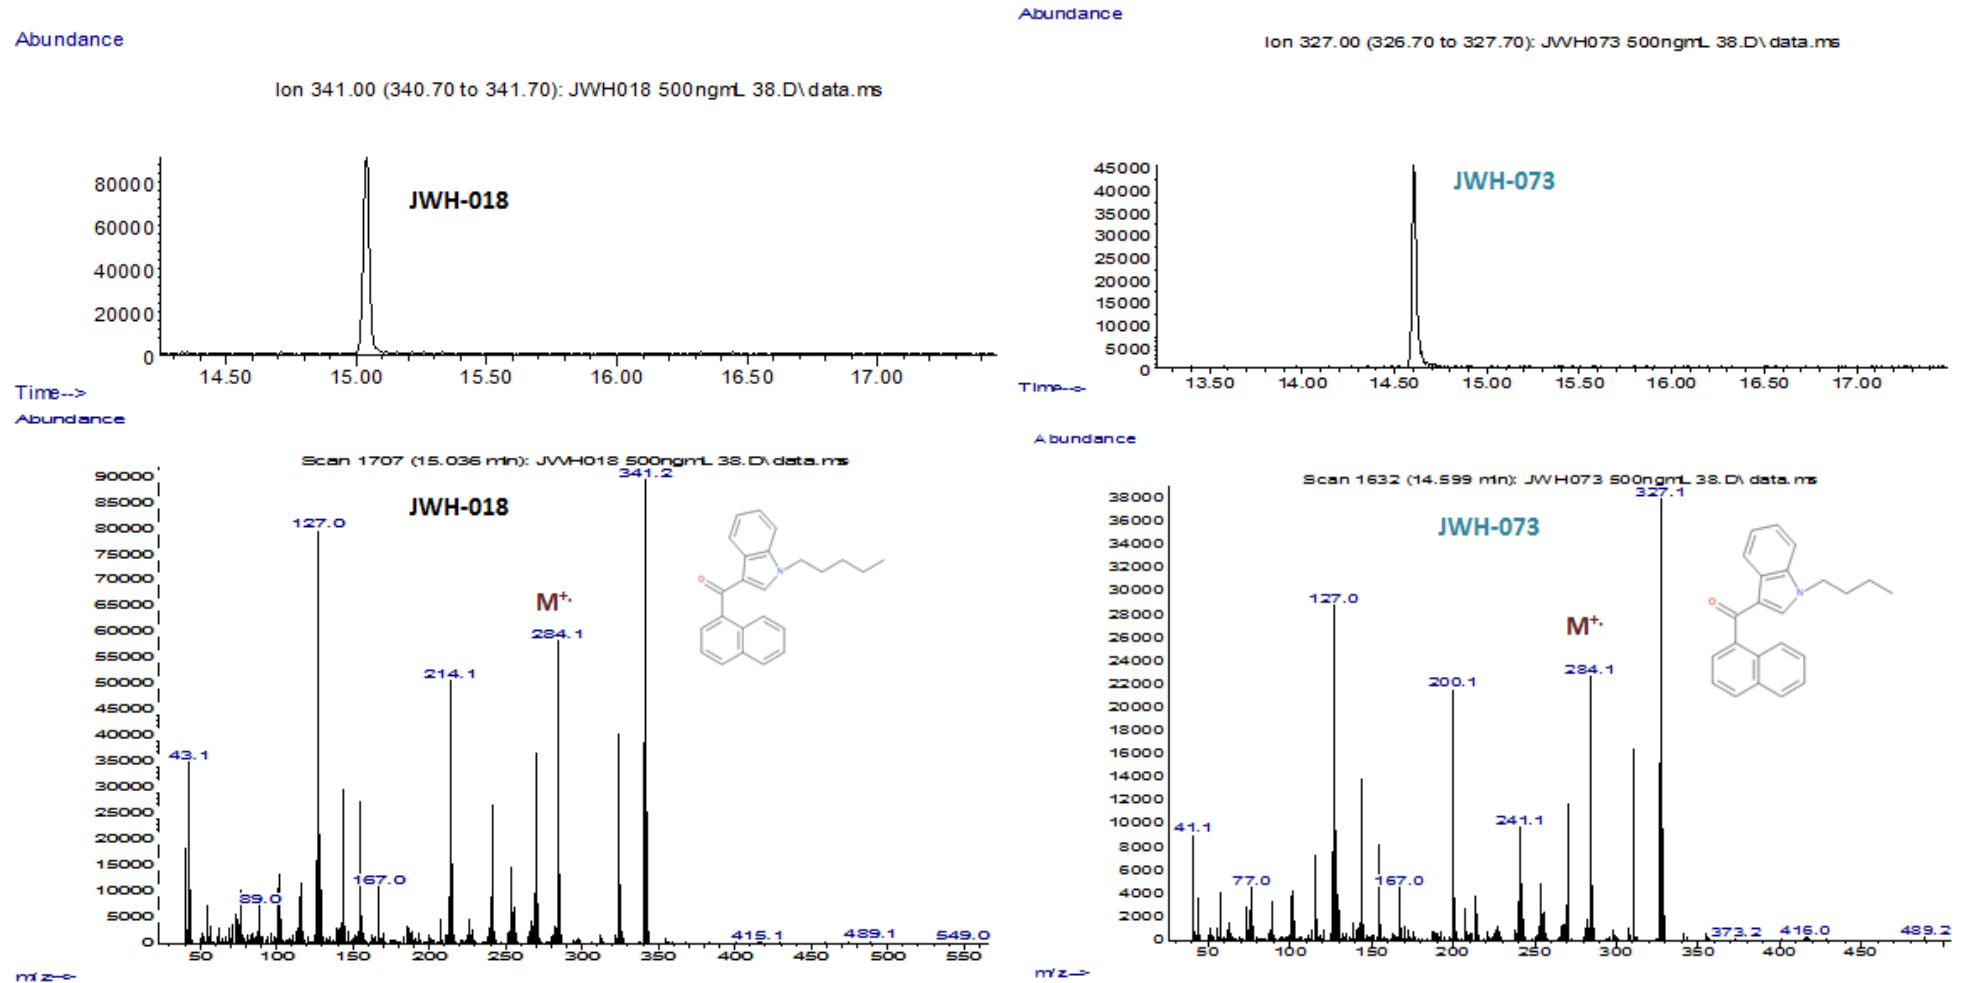 Abundance
Ion 341.00 (340.70 to 341.70): JWH018 500ngmL 38.D\data.ms
80000
60000
40000
20000
0
JWH-018
14.50 15.00 15.50 16.00 16.50 17.00
Time-->
Abundance
Ion 327.00 (326.70 to 327.70): JWH073 500ngmL 38.D\data.ms
45000
40000
35000
30000
25000
20000
15000
10000
5000
0
JWH-073
13.50 14.00 14.50 15.00 15.50 16.00 16.50 17.00
Time-->
Abundance
Scan 1707 (15.036 min): JWH018 500ngmL 38.D\data.ms
90000
85000
80000
75000
70000
65000
60000
55000
50000
45000
40000
35000
30000
25000
20000
15000
10000
5000
0
341.2
JWH-018
127.0
M+.
284.1
214.1
43.1
167.0
89.0
415.1
489.1
549.0
O
N
50 100 150 200 250 300 350 400 450 500 550
m/z-->
Abundance
Scan 1632 (14.599 min): JWH073 500ngmL 38.D\data.ms
38000
36000
34000
32000
30000
28000
26000
24000
22000
20000
18000
16000
14000
12000
10000
8000
6000
4000
2000
0
327.1
JWH-073
127.0
M+.
284.1
200.1
241.1
41.1
77.0
167.0
373.2
416.0
489.2
O
N
50 100 150 200 250 300 350 400 450
m/z-->